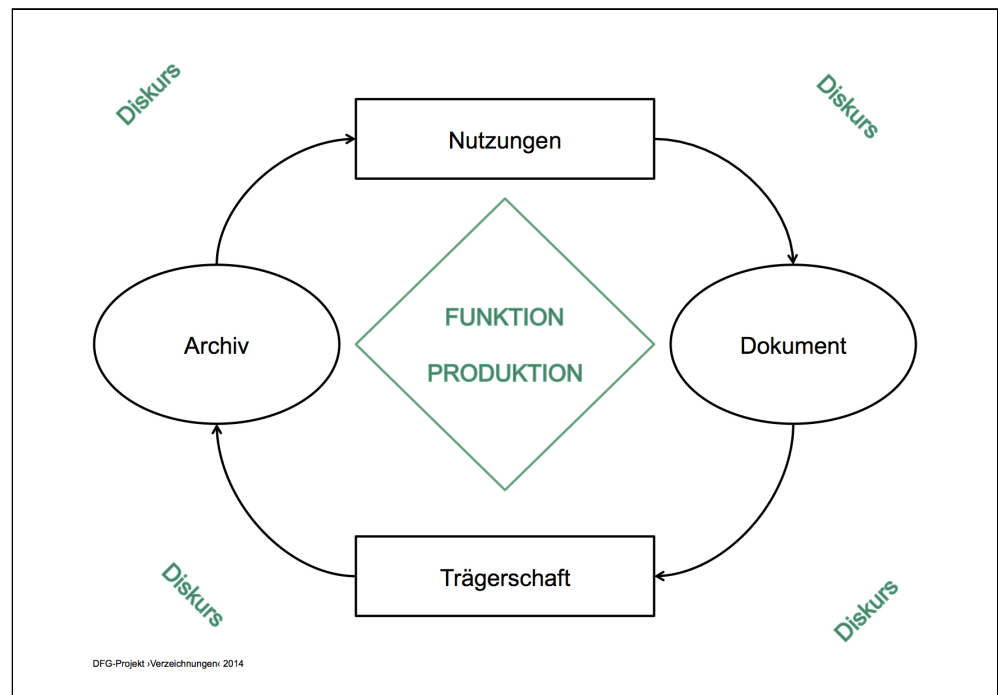 Diskurs
Diskurs
Nutzungen
FUNKTION
PRODUKTION
Archiv
Dokument
Trägerschaft
Diskurs
Diskurs
DFG-Projekt ›Verzeichnungen‹ 2014